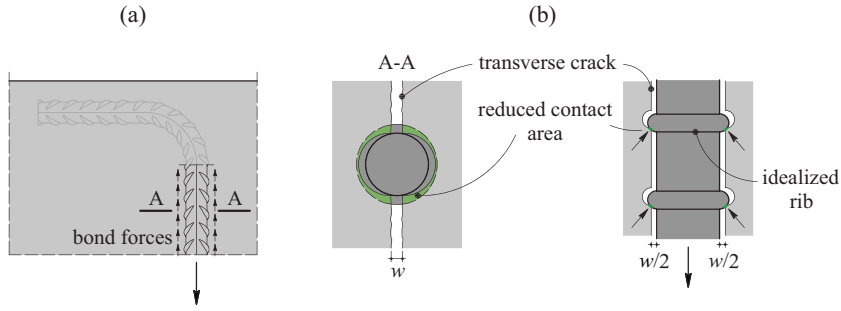 (a)
(b)
A-A
transverse crack
reduced contact
area
A
A
bond forces
idealized
rib
w
w/2
w/2